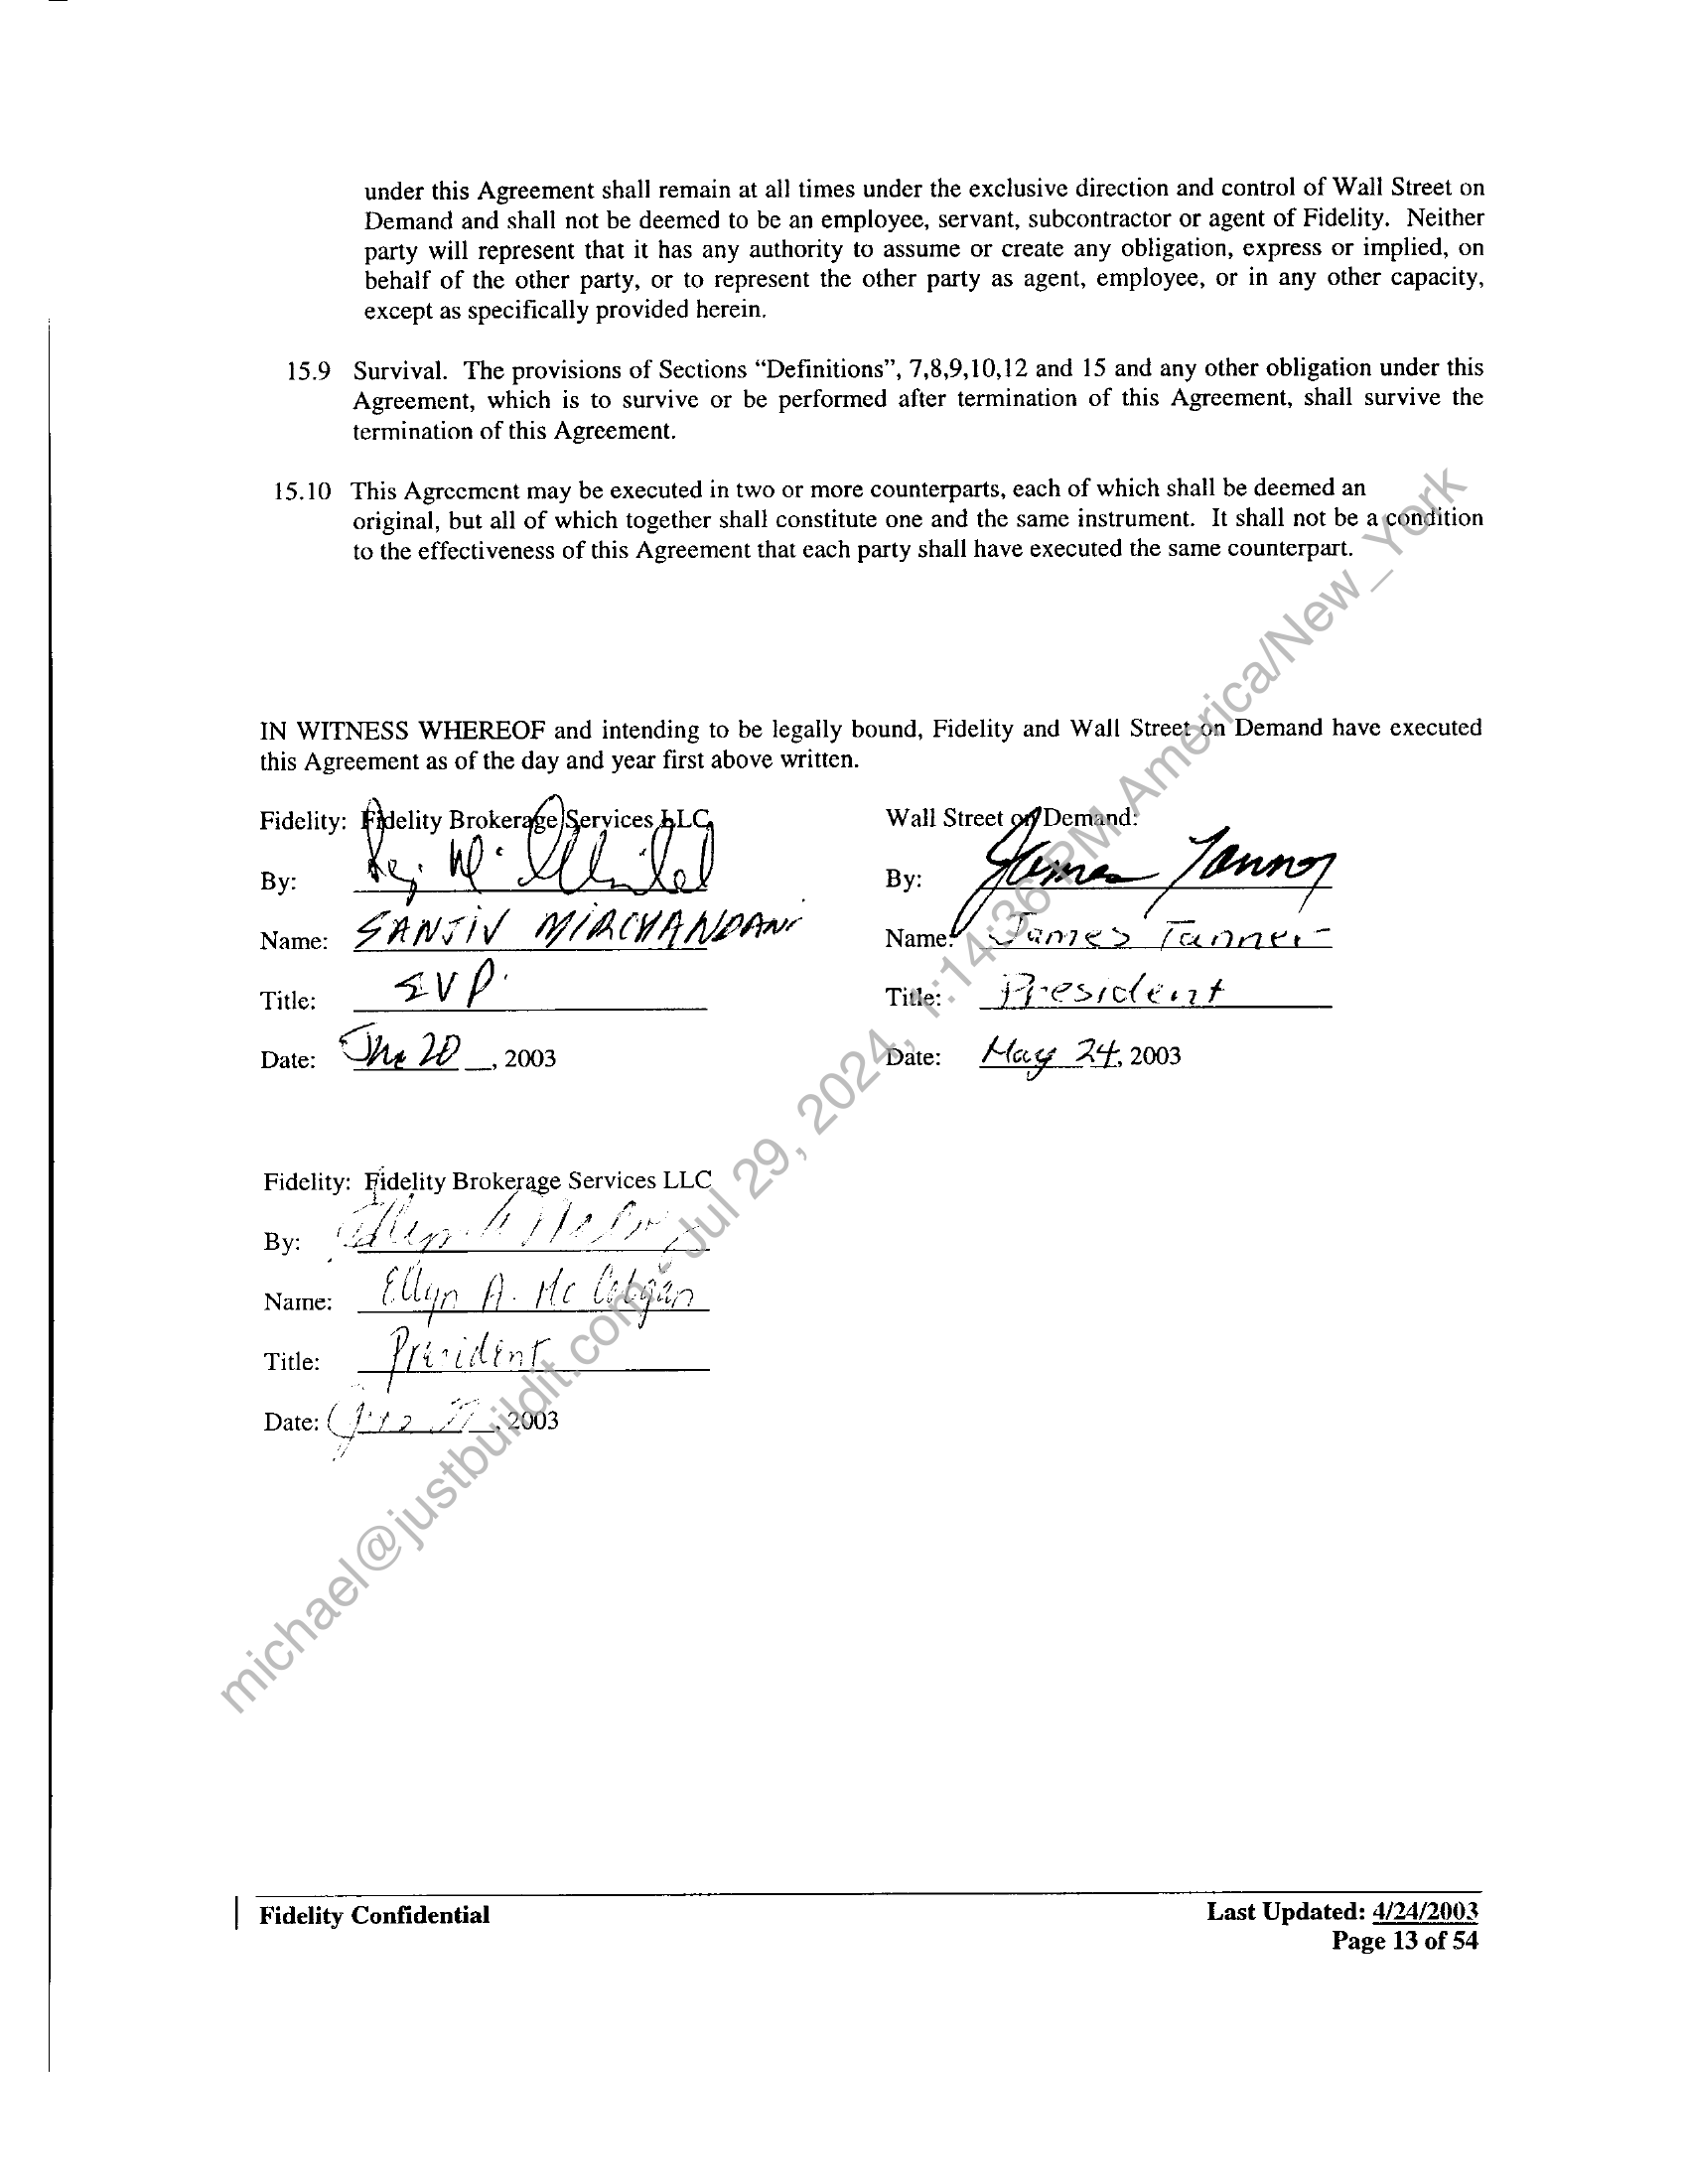 under this Agreement shall remain at all times under the exclusive direction and control of Wall Street on
Demand and shall not be deemed to be an employee, servant, subcontractor or agent of Fidelity. Neither
party will represent that it has any authority to assume or create any obligation, express or implied, on
behalf of the other party, or to represent the other party as agent, employee, or in any other capacity,
except as specifically provided herein.
15.9 Survival. The provisions of Sections “Definitions”, 7,8,9,10,12 and 15 and any other obligation under this
Agreement, which is to survive or be performed after termination of this Agreement, shall survive the
termination of this Agreement.
15.10 This Agreement may be executed in two or more counterparts, each of which shall be deemed an
original, but all of which together shall constitute one and the same instrument. It shall not be a condition
to the effectiveness of this Agreement that each party shall have executed the same counterpart.
IN WITNESS WHEREOF and intending to be legally bound, Fidelity and Wall Street on Demand have executed
this Agreement as of the day and year first above written.
Fidelity: Fidelity Brokerage Services LLC
By:
Name: SANJIV MIRCHANDANI
Title: SVP.
Date: June 20, 2003
Wall Street on Demand:
By: James Tanner
Name: James Tanner
Title: President
Date: May 24, 2003
Fidelity: Fidelity Brokerage Services LLC
By:
Name: Ellyn A. McColgan
Title: President
Date: , 2003
michael@justbuildit.com - Jul 29, 2024, 1:14:36 PM America/New_York
Fidelity Confidential
Last Updated: 4/24/2003
Page 13 of 54